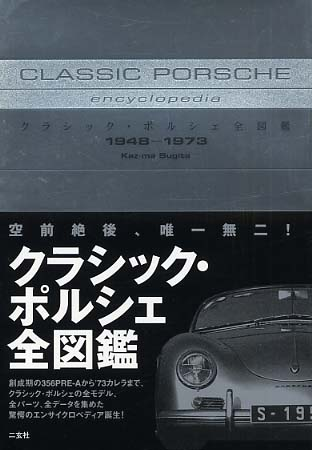 CLASSIC PORSCHE
encyclopedia
クラシック・ポルシェ全図鑑
1948—1973
Kaz-ma Sugita
空前絶後、唯一無二！
クラシック・
ポルシェ
全図鑑
創成期の356PRE-Aから'73カレラまで、
クラシック・ポルシェの全モデル、
全パーツ、全データを集めた
驚愕のエンサイクロペディア誕生！
二玄社
S-195